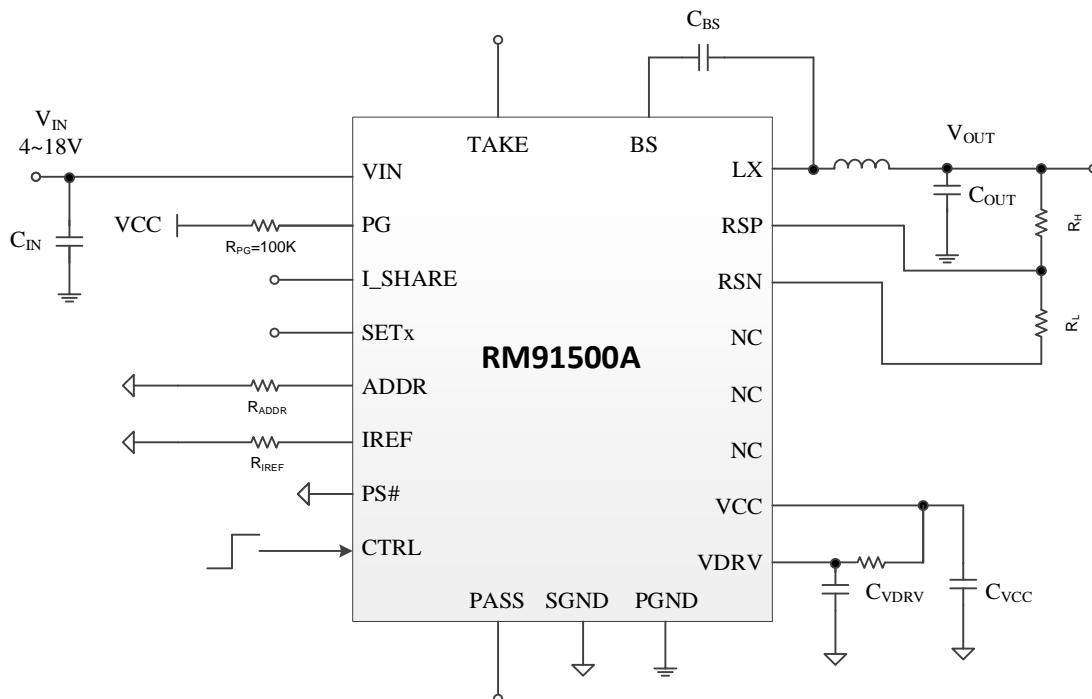 C_BS
V_IN
4~18V
TAKE
BS
V_OUT
VIN
LX
C_IN
VCC
R_PG=100K
PG
RSP
C_OUT
R_H
I_SHARE
RSN
SETx
NC
R_L
RM91500A
ADDR
R_ADDR
NC
IREF
R_IREF
NC
PS#
VCC
CTRL
VDRV
C_VDRV
C_VCC
PASS
SGND
PGND